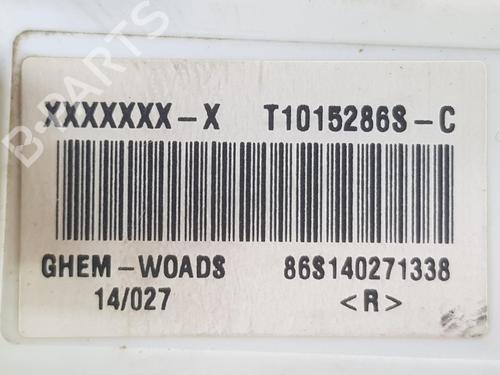 B-PARTS
XXXXXXX-X T1015286S-C
GHEM-WOADS 86S140271338
14/027 <R>